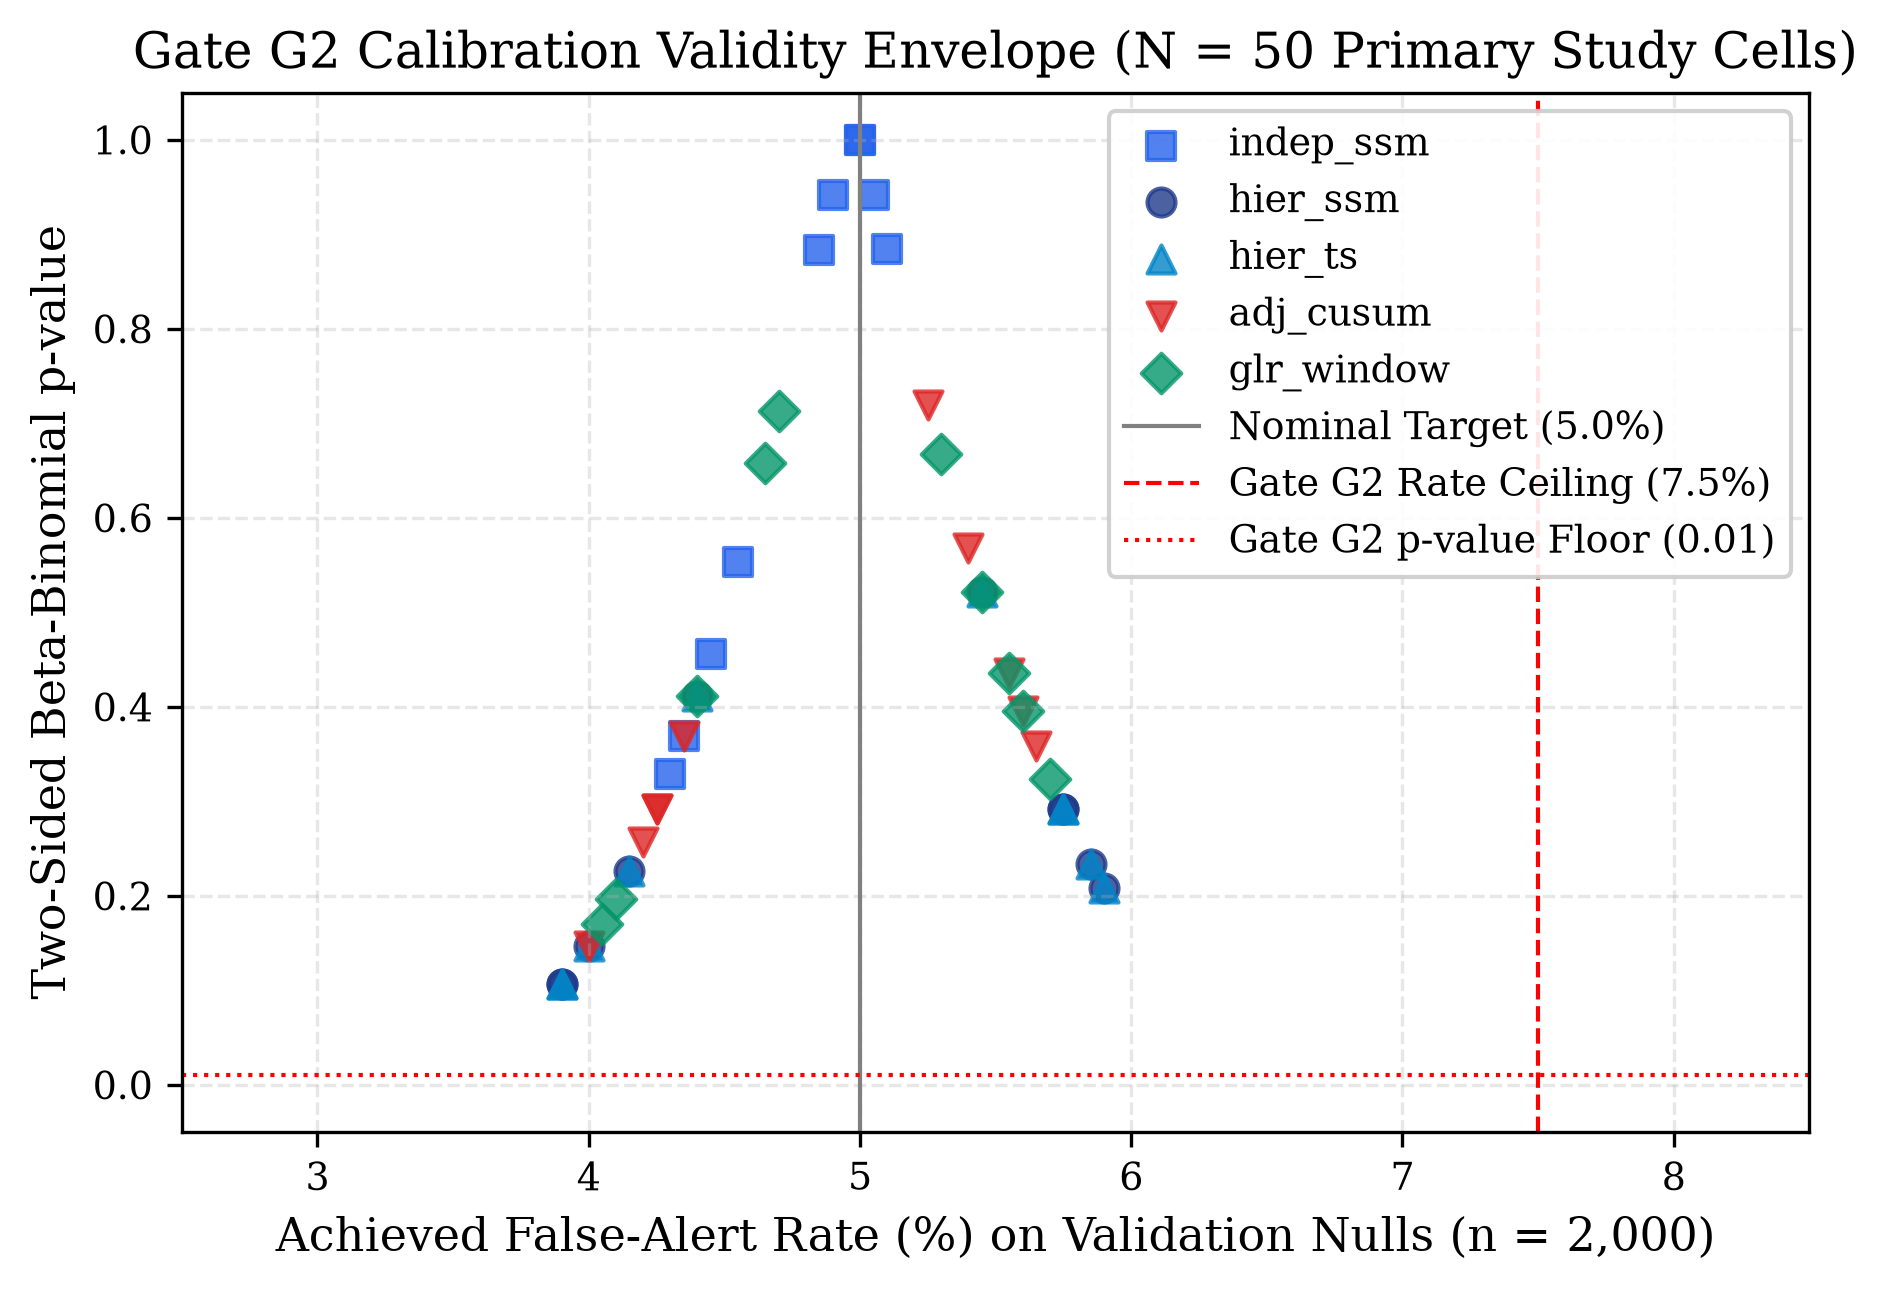 Gate G2 Calibration Validity Envelope (N = 50 Primary Study Cells)
Two-Sided Beta-Binomial p-value
1.0
0.8
0.6
0.4
0.2
0.0
indep_ssm
hier_ssm
hier_ts
adj_cusum
glr_window
Nominal Target (5.0%)
Gate G2 Rate Ceiling (7.5%)
Gate G2 p-value Floor (0.01)
3 4 5 6 7 8
Achieved False-Alert Rate (%) on Validation Nulls (n = 2,000)